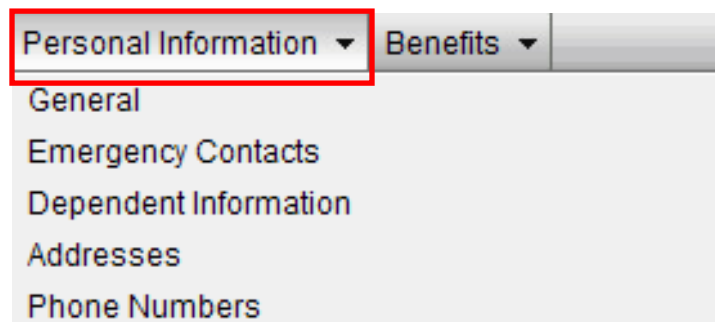 Personal Information Benefits
General
Emergency Contacts
Dependent Information
Addresses
Phone Numbers